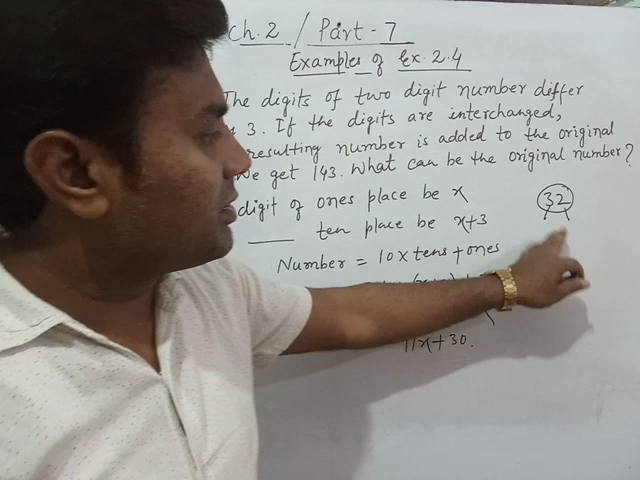 Ch. 2 / Part - 7
Examples of Ex. 2.4
The digits of two digit number differ
3. If the digits are interchanged,
resulting number is added to the original
We get 143. What can be the original number?
digit of ones place be x
ten place be x+3
32
Number = 10 x tens + ones
11x + 30.